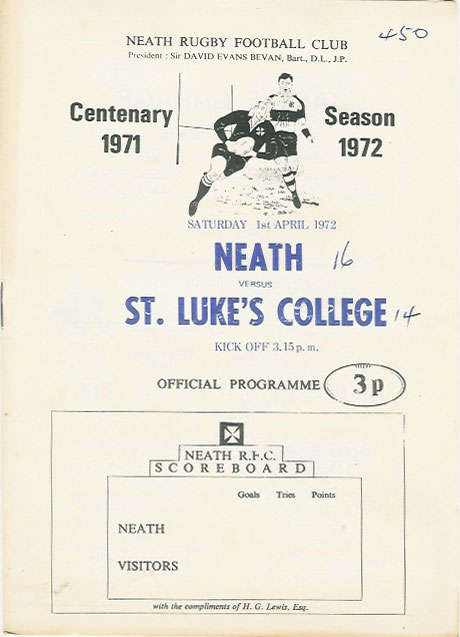 450
NEATH RUGBY FOOTBALL CLUB
President : Sir DAVID EVANS BEVAN, Bart., D.L., J.P.
Centenary Season
1971 1972
SATURDAY 1st APRIL 1972
NEATH 16
VERSUS
ST. LUKE'S COLLEGE 14
KICK OFF 3.15 p. m.
OFFICIAL PROGRAMME 3p
NEATH R.F.C.
SCOREBOARD
Goals Tries Points
NEATH
VISITORS
with the compliments of H. G. Lewis, Esq.